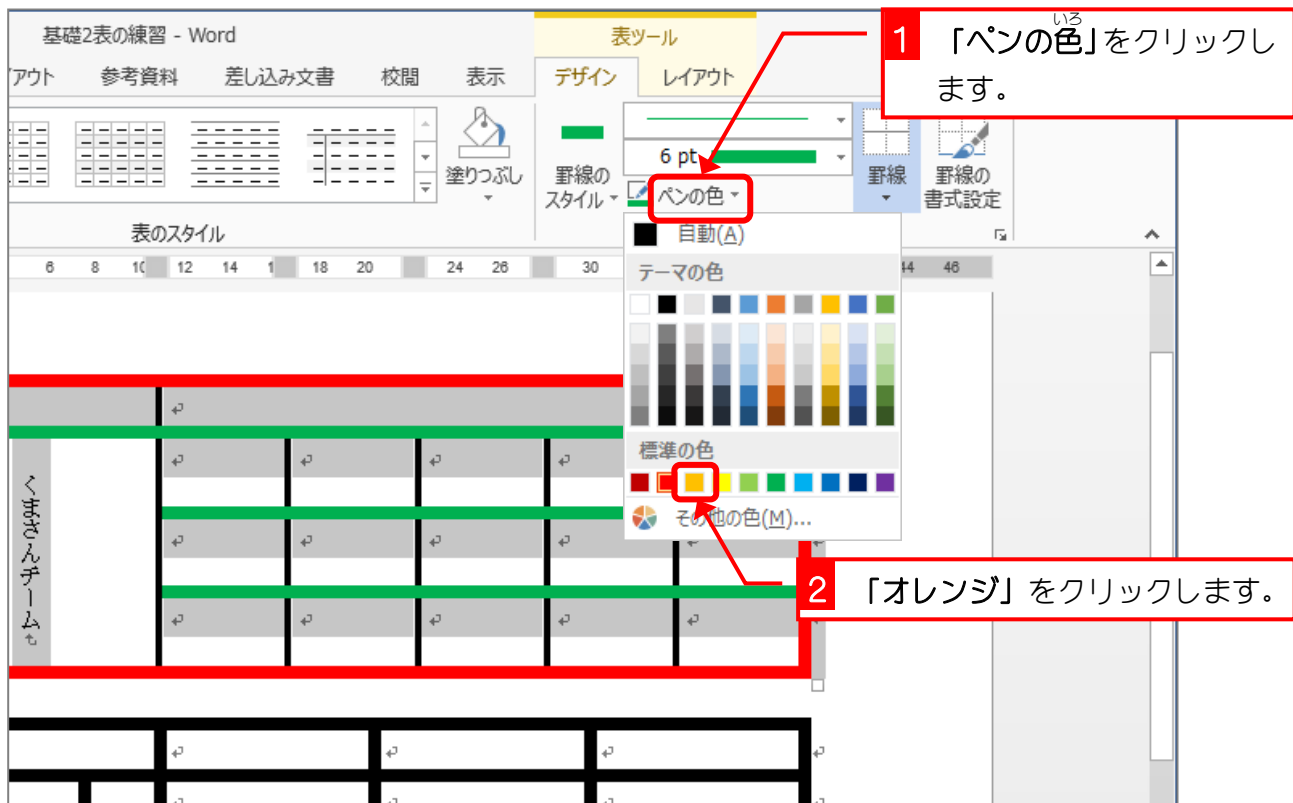 基礎2表の練習 - Word
表ツール
アウト 参考資料 差し込み文書 校閲 表示 デザイン レイアウト
1 「ペンの色」をクリックし
いろ
ます。
6 pt
塗りつぶし
罫線の
スタイル
ペンの色
罫線
罫線の
書式設定
表のスタイル
自動(A)
6 8 10 12 14 1 18 20 24 26 30 44 46
テーマの色
標準の色
その他の色(M)...
くまさんチーム
2 「オレンジ」をクリックします。